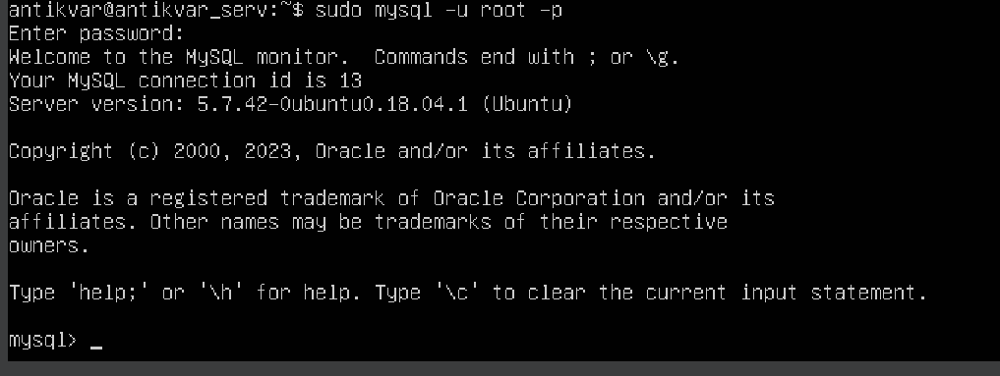 antikvar@antikvar_serv:~$ sudo mysql -u root -p
Enter password:
Welcome to the MySQL monitor.  Commands end with ; or \g.
Your MySQL connection id is 13
Server version: 5.7.42-0ubuntu0.18.04.1 (Ubuntu)

Copyright (c) 2000, 2023, Oracle and/or its affiliates.

Oracle is a registered trademark of Oracle Corporation and/or its
affiliates. Other names may be trademarks of their respective
owners.

Type 'help;' or '\h' for help. Type '\c' to clear the current input statement.

mysql> _